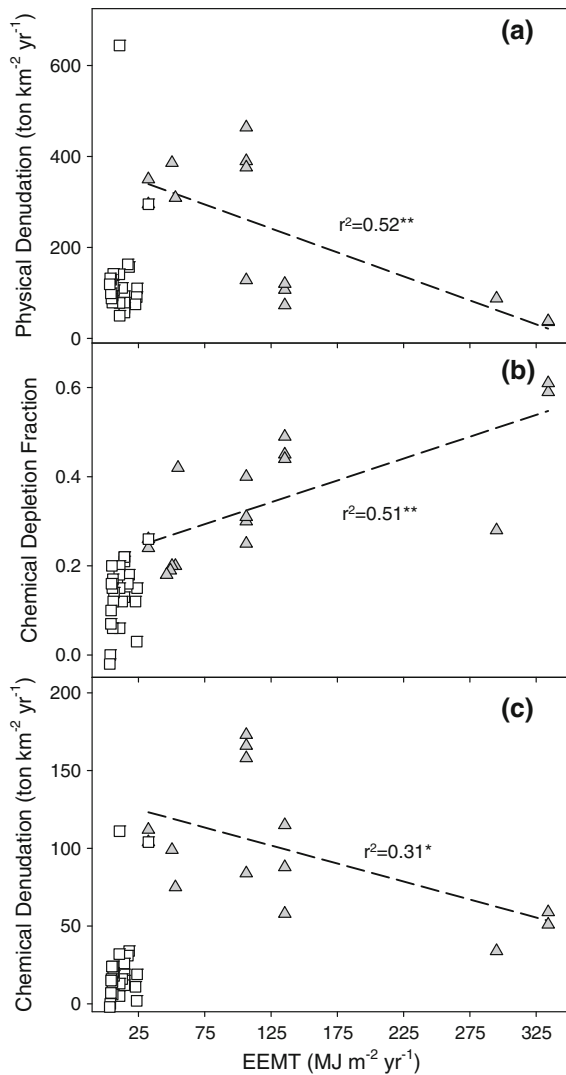 (a)
Physical Denudation (ton km⁻² yr⁻¹)
600
400
200
0
r²=0.52**
(b)
Chemical Depletion Fraction
0.6
0.4
0.2
0.0
r²=0.51**
(c)
Chemical Denudation (ton km⁻² yr⁻¹)
200
150
100
50
0
r²=0.31*
25 75 125 175 225 275 325
EEMT (MJ m⁻² yr⁻¹)